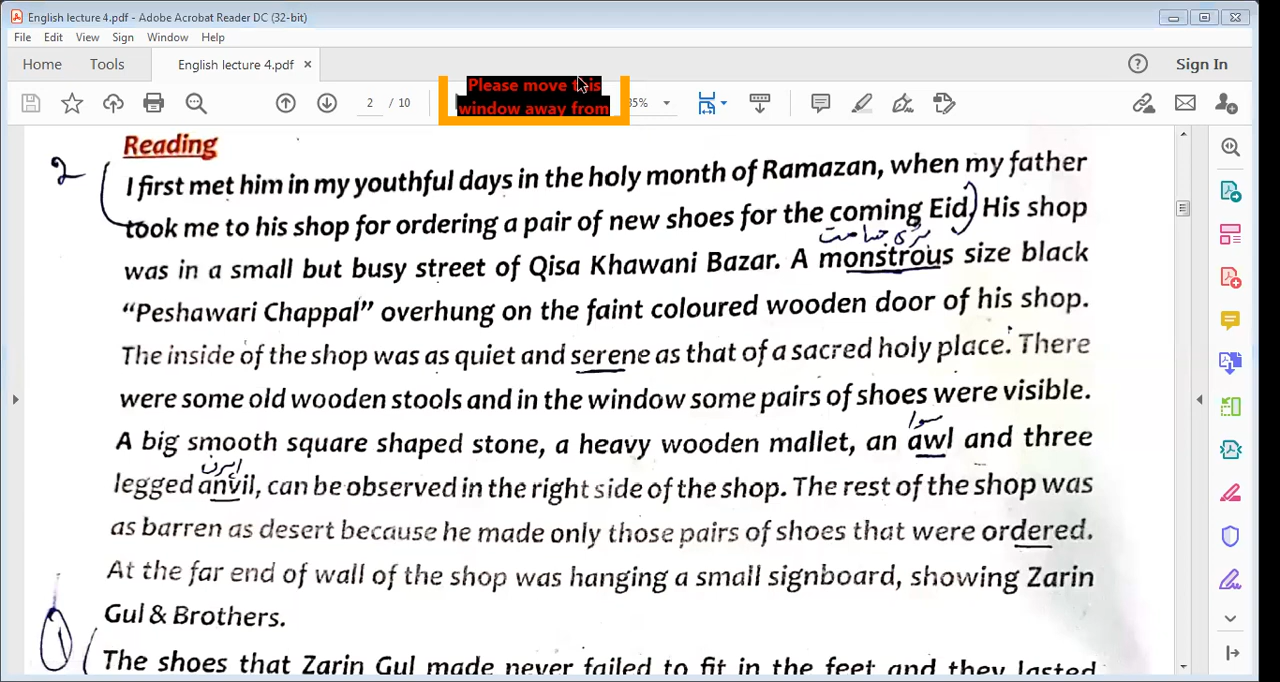 English lecture 4.pdf - Adobe Acrobat Reader DC (32-bit)
File Edit View Sign Window Help
Home Tools English lecture 4.pdf × Sign In
2 / 10 Please move this 35%
window away from
Reading
2
I first met him in my youthful days in the holy month of Ramazan, when my father
took me to his shop for ordering a pair of new shoes for the coming Eid, His shop
بڑی جسامت
was in a small but busy street of Qisa Khawani Bazar. A monstrous size black
“Peshawari Chappal” overhung on the faint coloured wooden door of his shop.
The inside of the shop was as quiet and serene as that of a sacred holy place. There
were some old wooden stools and in the window some pairs of shoes were visible.
سوا
A big smooth square shaped stone, a heavy wooden mallet, an awl and three
legged anvil, can be observed in the right side of the shop. The rest of the shop was
as barren as desert because he made only those pairs of shoes that were ordered.
At the far end of wall of the shop was hanging a small signboard, showing Zarin
Gul & Brothers.
1
The shoes that Zarin Gul made never failed to fit in the feet and they lasted